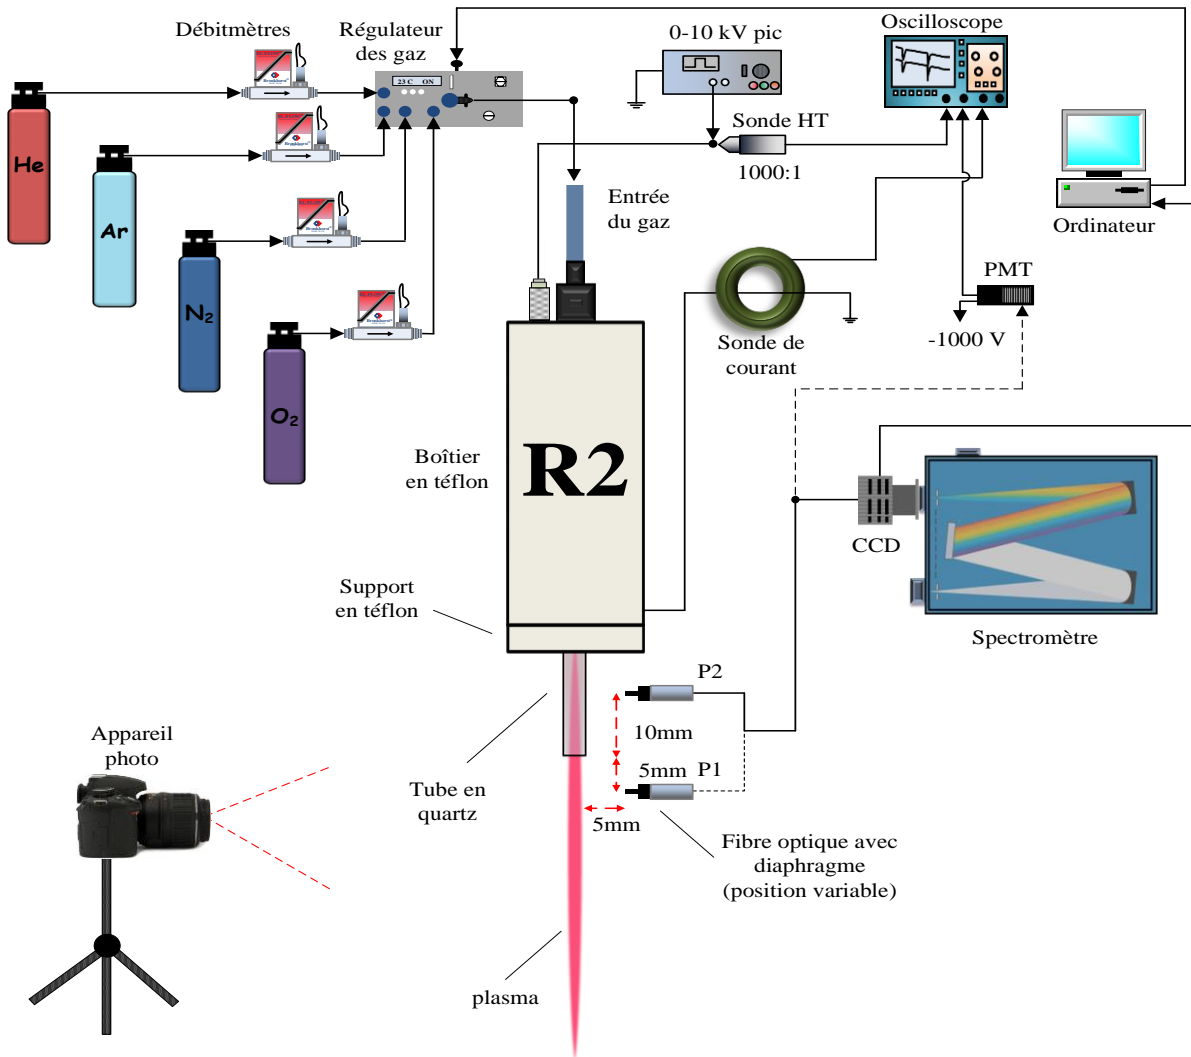 Débitmètres
Régulateur
des gaz
0-10 kV pic
Oscilloscope
23 C ON
Sonde HT
1000:1
He
Ar
N2
O2
Entrée
du gaz
Ordinateur
PMT
-1000 V
Sonde de
courant
Boîtier
en téflon
R2
CCD
Support
en téflon
Spectromètre
P2
10mm
Appareil
photo
5mm P1
Tube en
quartz
5mm
Fibre optique avec
diaphragme
(position variable)
plasma